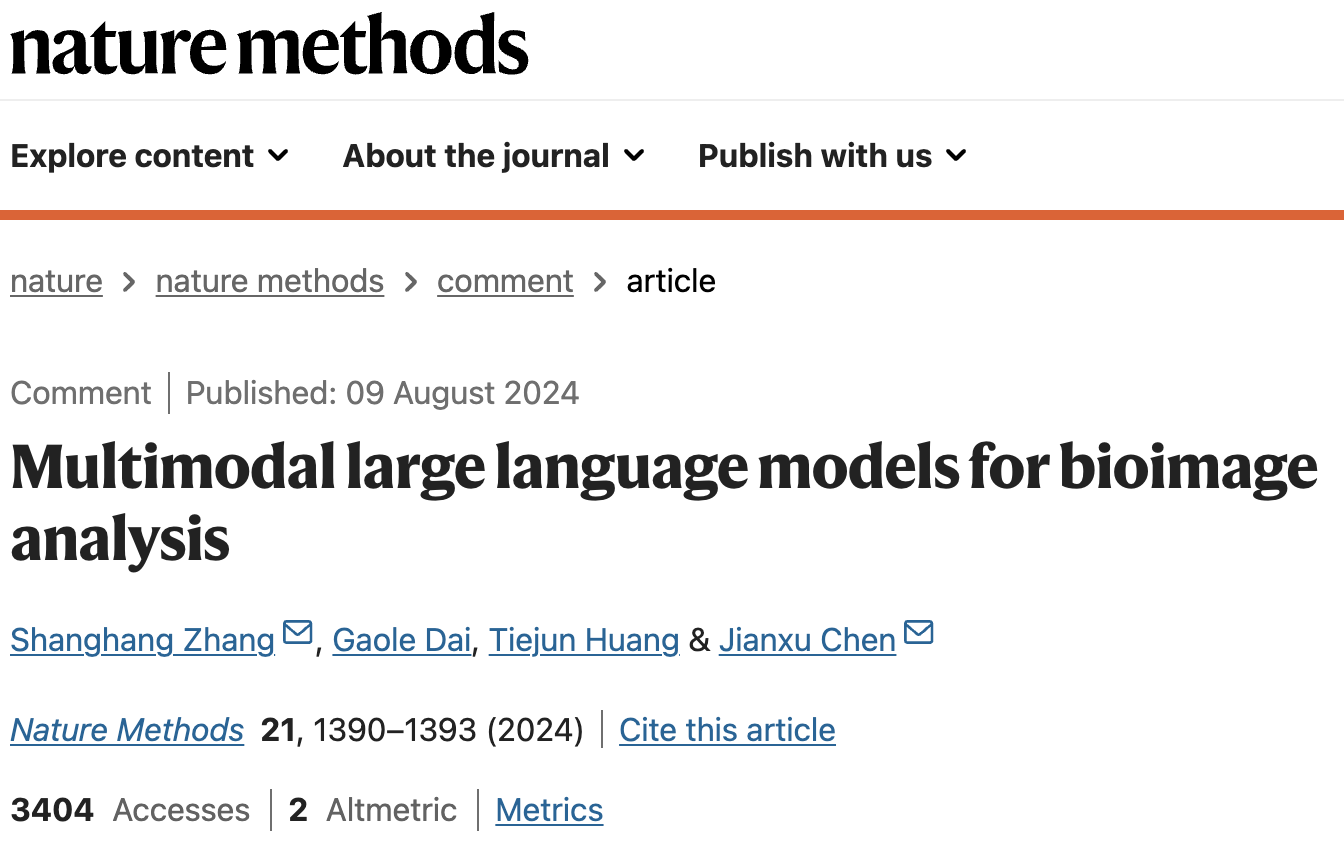 nature methods
Explore content About the journal Publish with us
nature > nature methods > comment > article
Comment | Published: 09 August 2024
Multimodal large language models for bioimage
analysis
Shanghang Zhang, Gaole Dai, Tiejun Huang & Jianxu Chen
Nature Methods 21, 1390–1393 (2024) | Cite this article
3404 Accesses | 2 Altmetric | Metrics